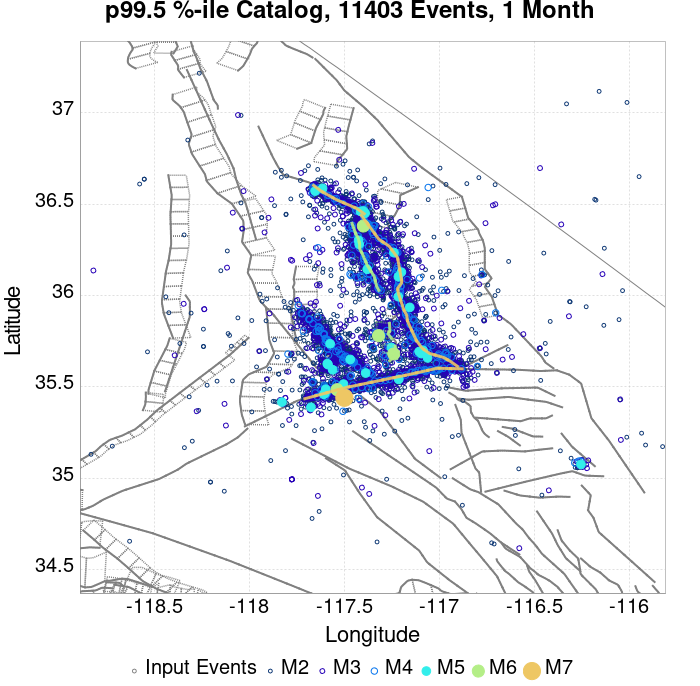 p99.5 %-ile Catalog, 11403 Events, 1 Month
37
36.5
36
35.5
35
34.5
Latitude
-118.5 -118 -117.5 -117 -116.5 -116
Longitude
Input Events M2 M3 M4 M5 M6 M7